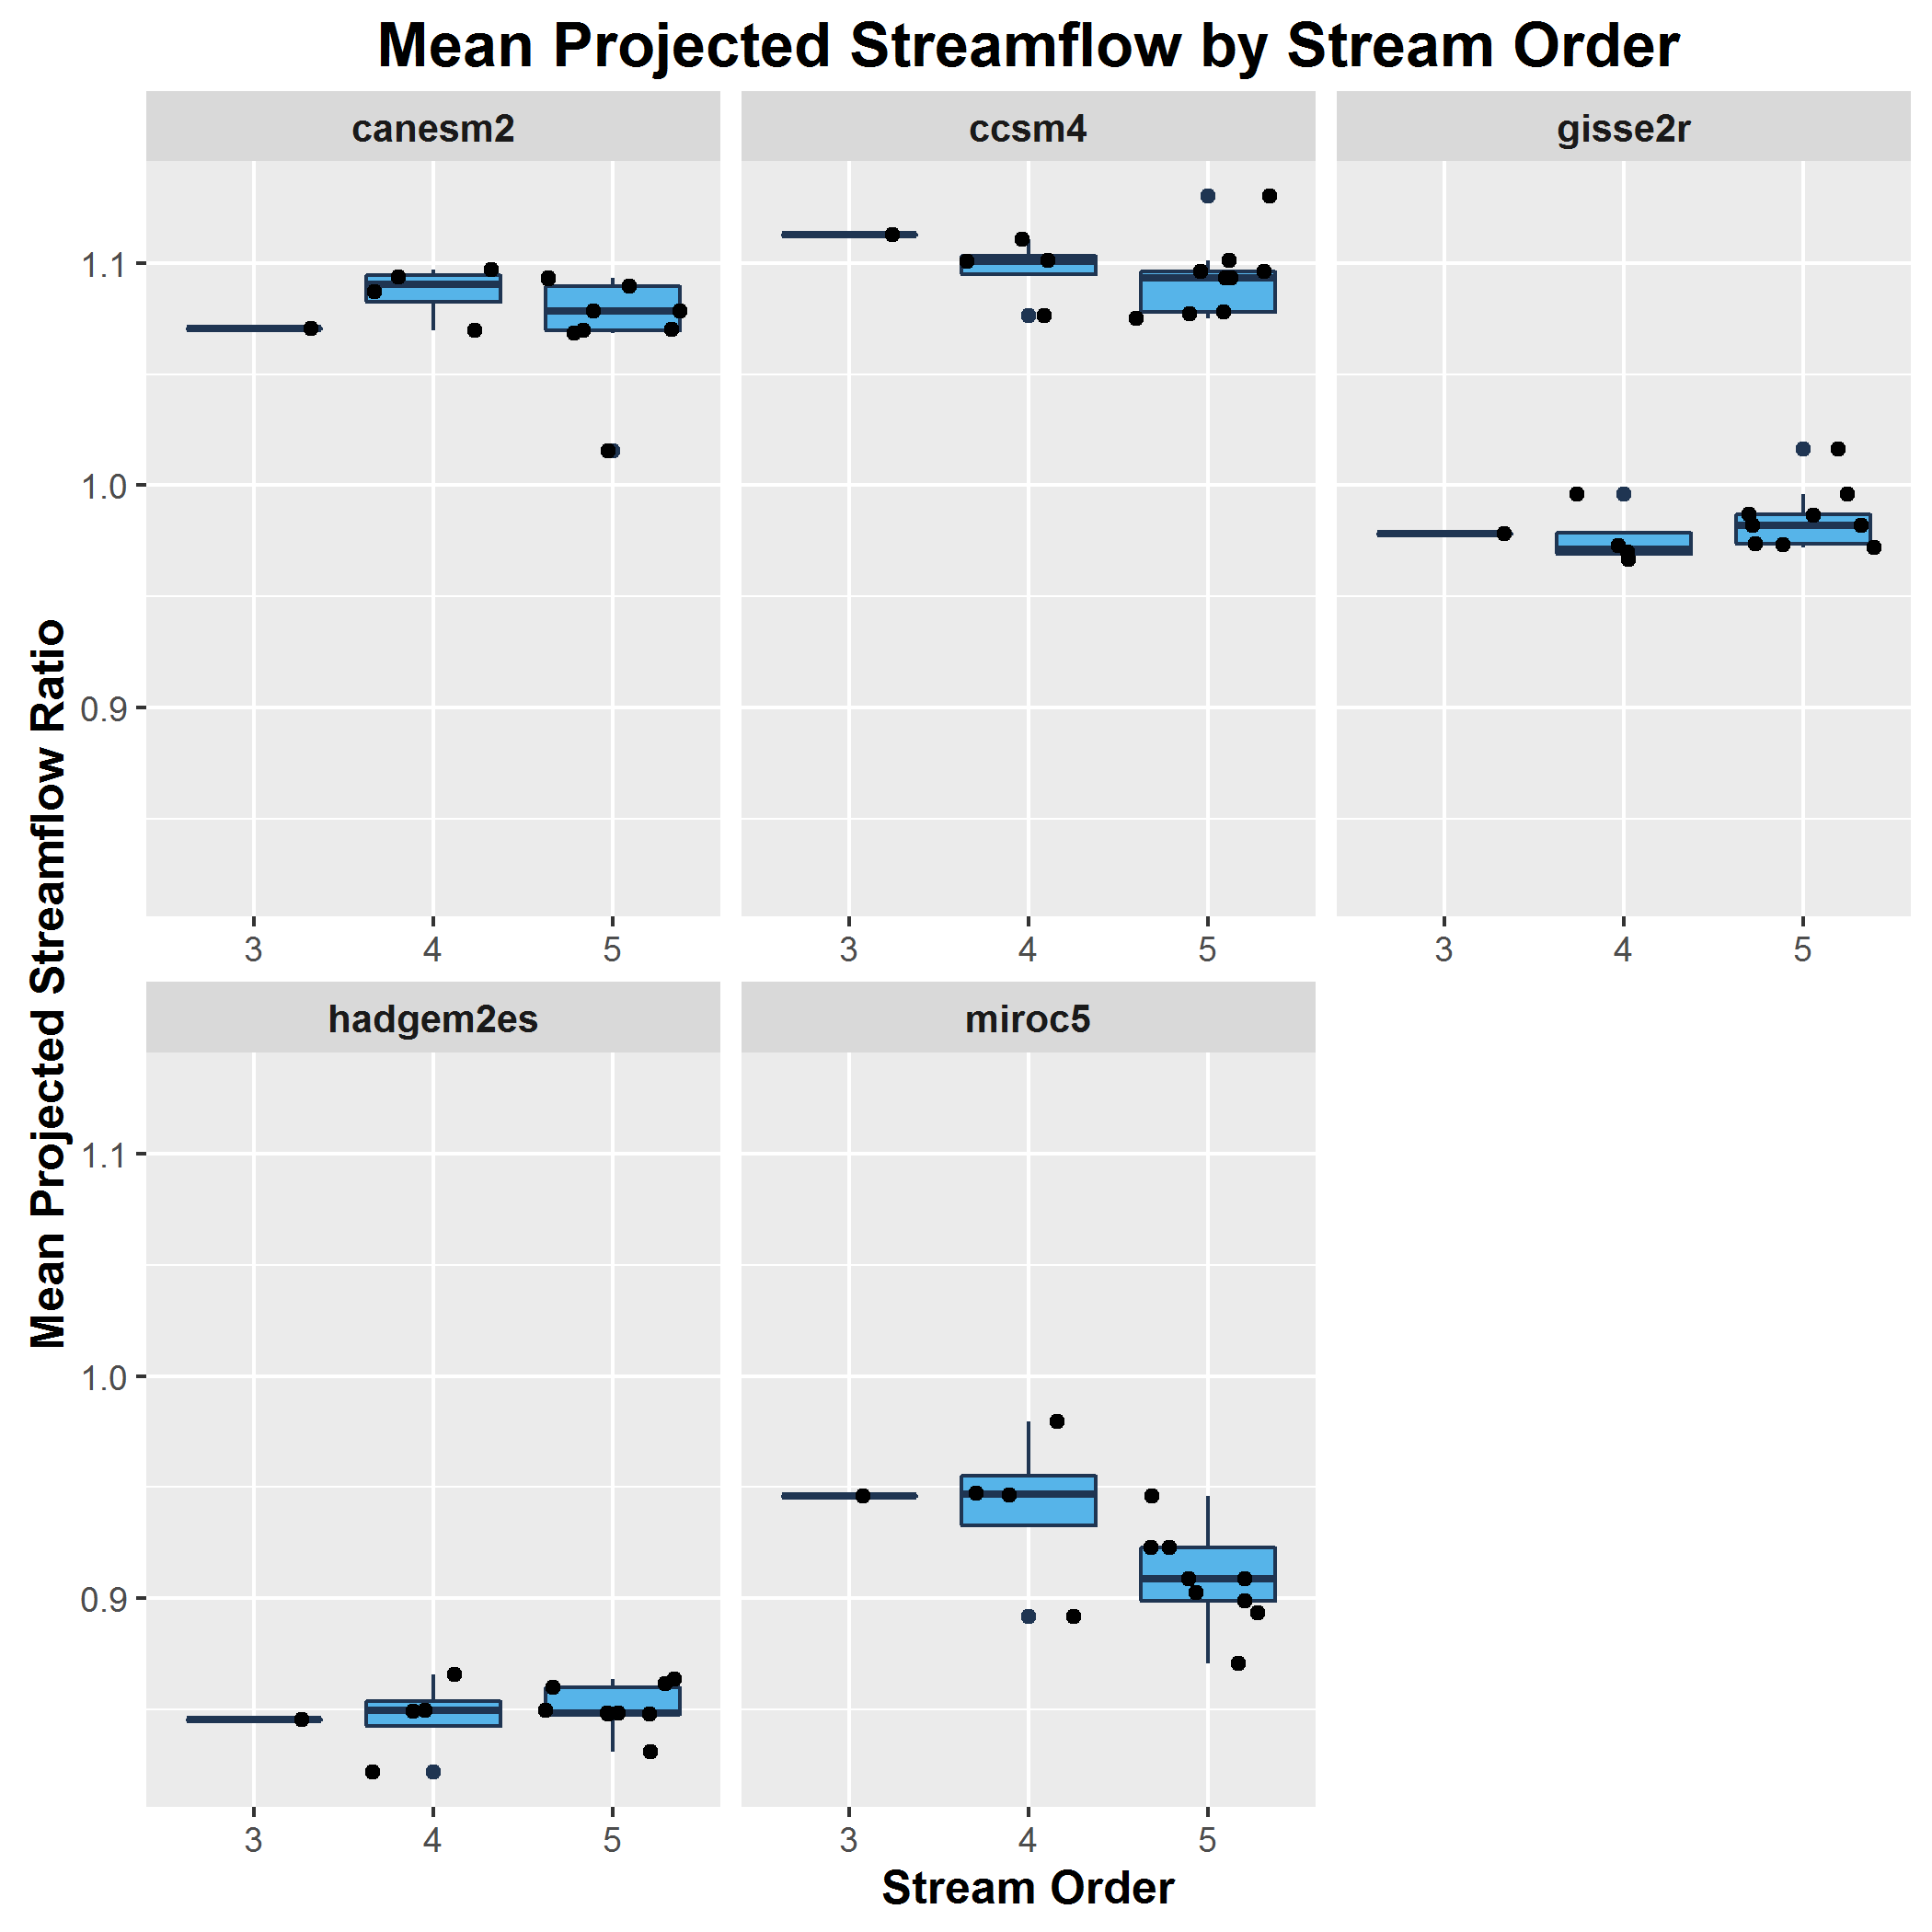 Mean Projected Streamflow by Stream Order
canesm2
ccsm4
gisse2r
1.1
1.0
0.9
3 4 5
3 4 5
3 4 5
hadgem2es
miroc5
1.1
1.0
0.9
3 4 5
3 4 5
Stream Order
Mean Projected Streamflow Ratio